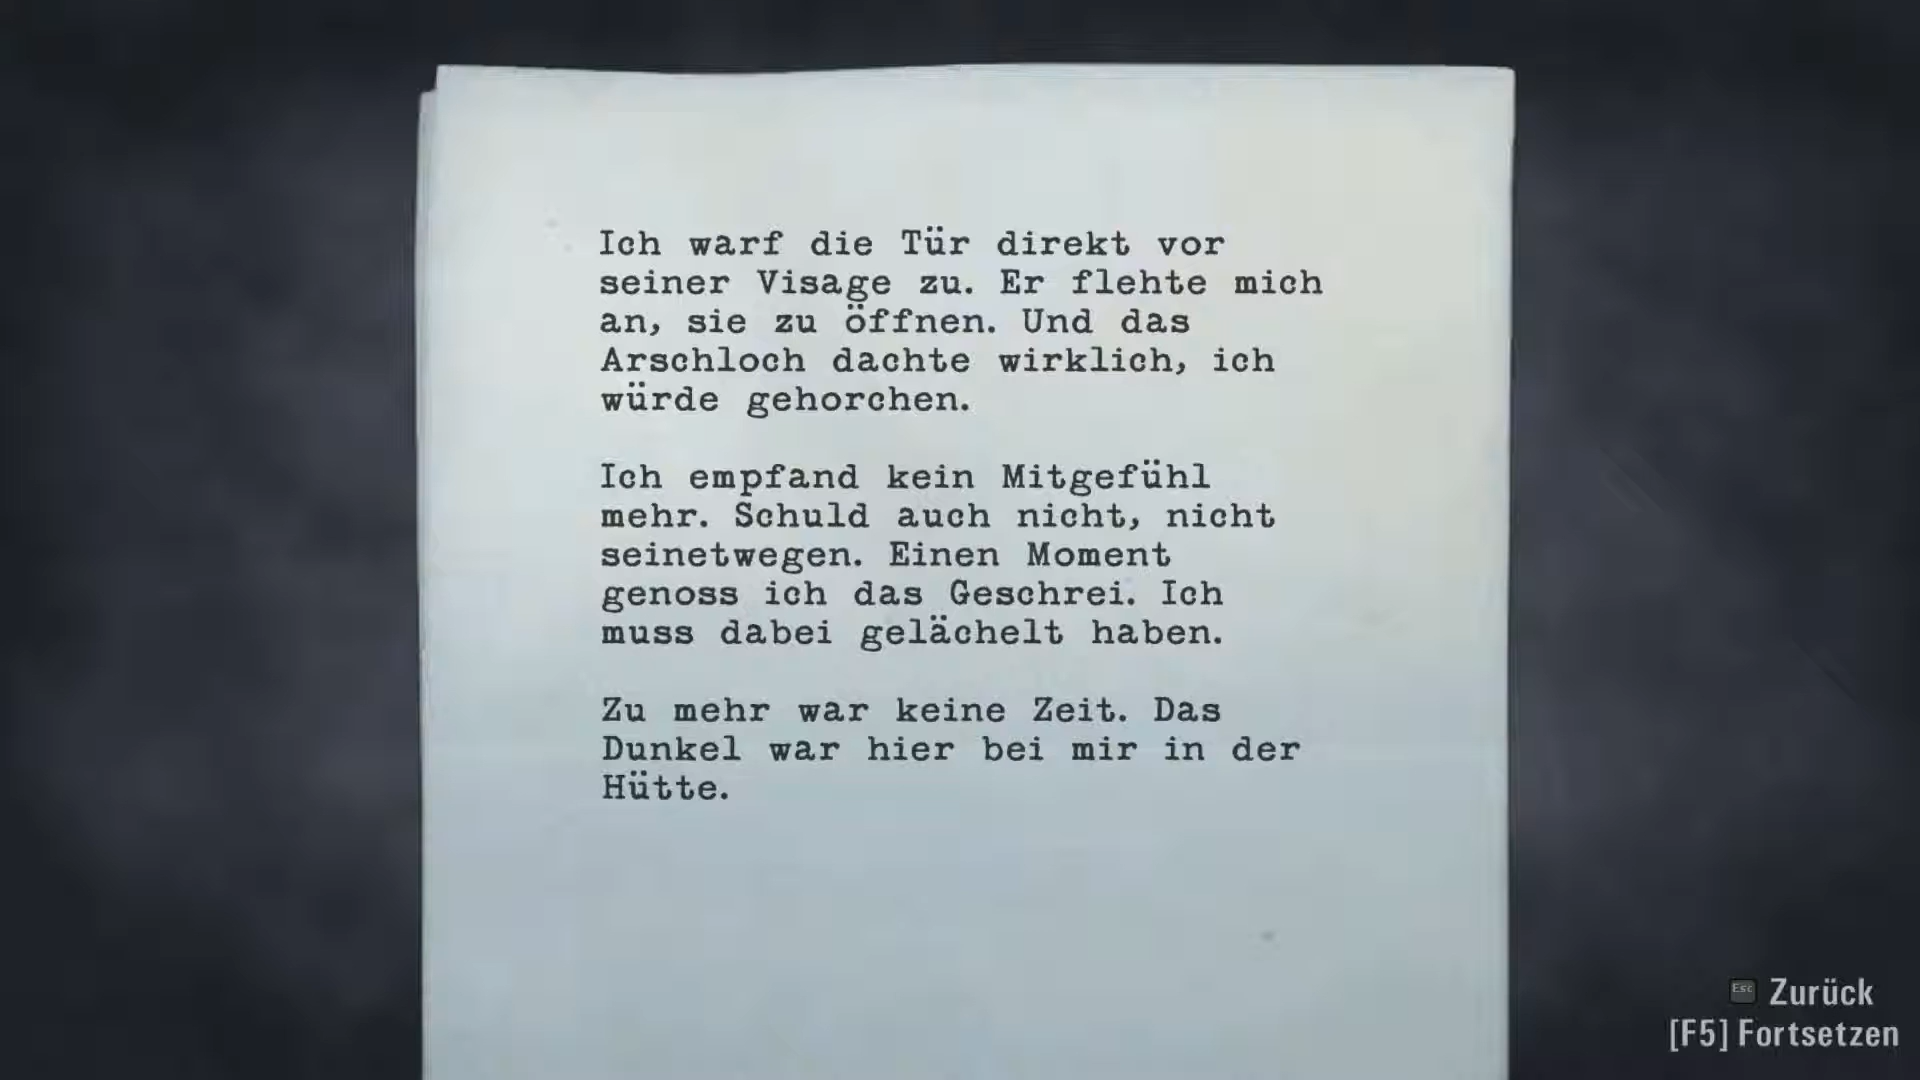 Ich warf die Tür direkt vor
seiner Visage zu. Er flehte mich
an, sie zu öffnen. Und das
Arschloch dachte wirklich, ich
würde gehorchen.
Ich empfand kein Mitgefühl
mehr. Schuld auch nicht, nicht
seinetwegen. Einen Moment
genoss ich das Geschrei. Ich
muss dabei gelächelt haben.
Zu mehr war keine Zeit. Das
Dunkel war hier bei mir in der
Hütte.
Esc Zurück
[F5] Fortsetzen